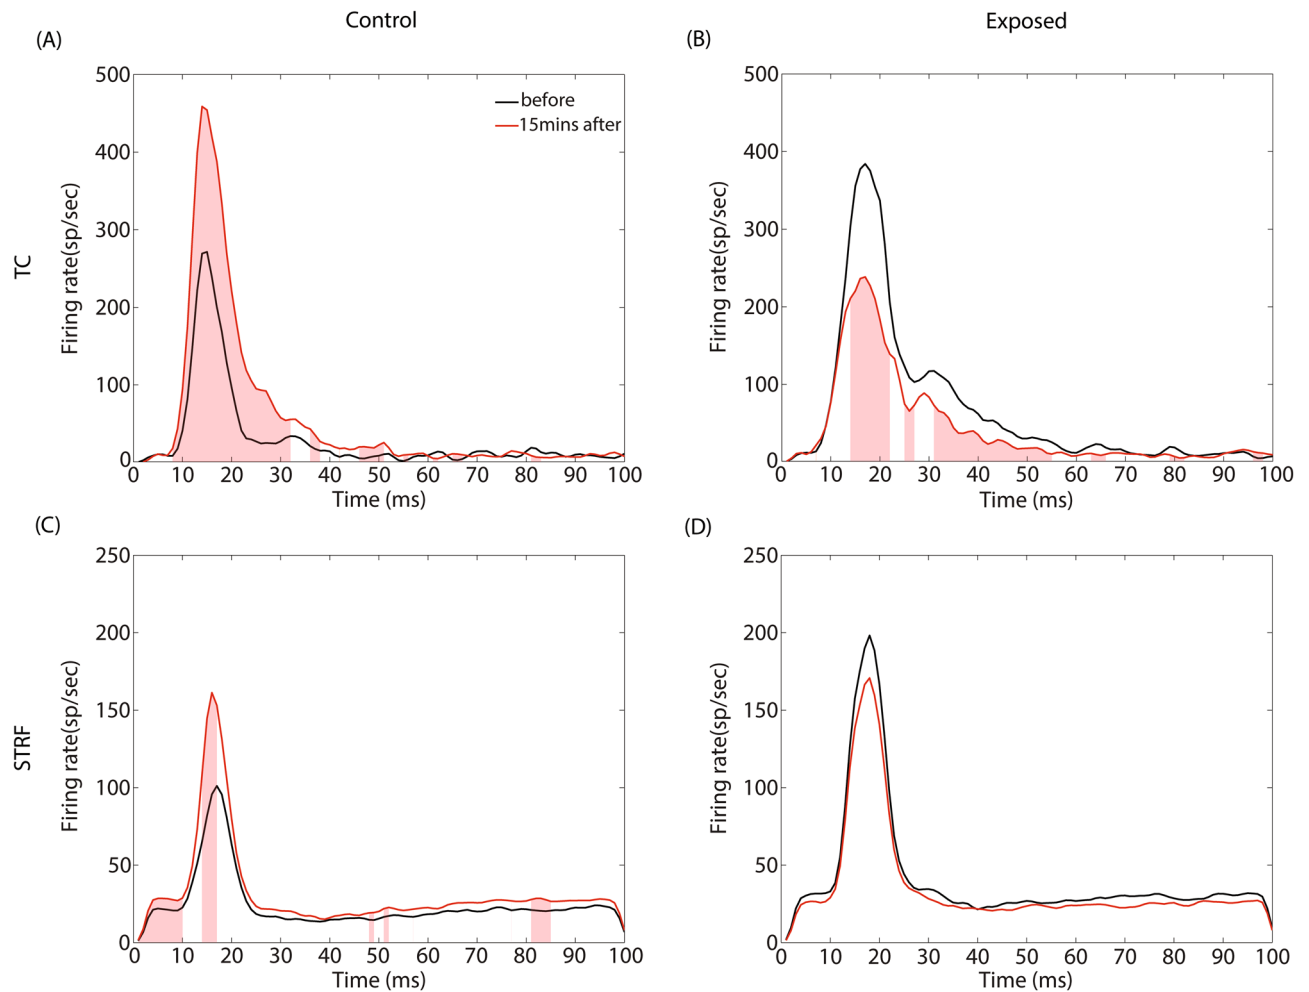 Control
Exposed
(A)
(B)
500
400
300
200
100
0
before
15mins after
Firing rate(sp/sec)
TC
0 10 20 30 40 50 60 70 80 90 100
Time (ms)
500
400
300
200
100
0
Firing rate(sp/sec)
0 10 20 30 40 50 60 70 80 90 100
Time (ms)
(C)
(D)
250
200
150
100
50
0
Firing rate(sp/sec)
STRF
0 10 20 30 40 50 60 70 80 90 100
Time (ms)
250
200
150
100
50
0
Firing rate(sp/sec)
0 10 20 30 40 50 60 70 80 90 100
Time (ms)